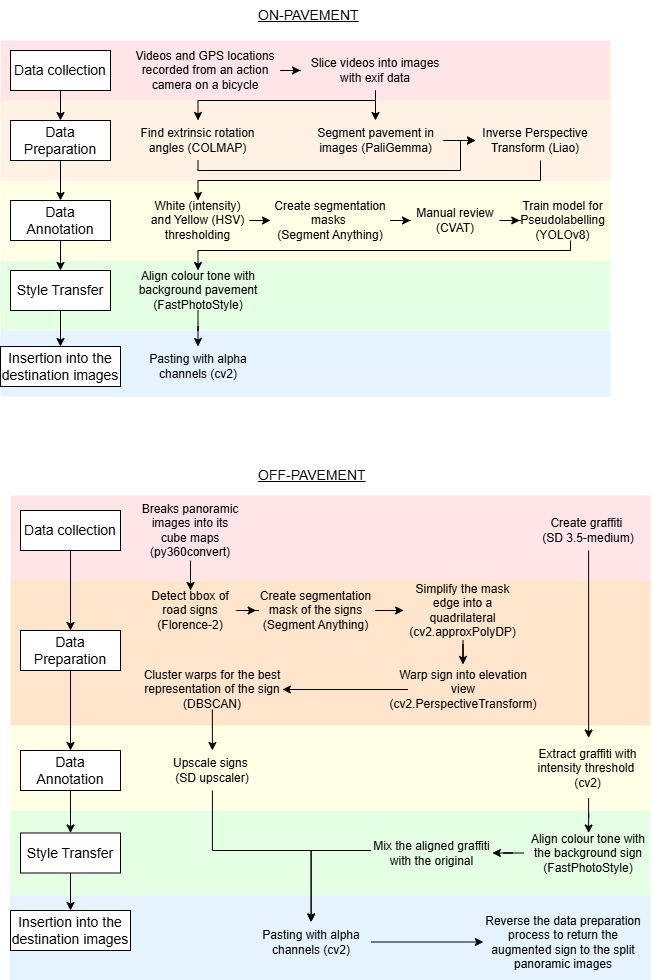 ON-PAVEMENT
Data collection
Videos and GPS locations
recorded from an action
camera on a bicycle
Slice videos into images
with exif data
Data
Preparation
Find extrinsic rotation
angles (COLMAP)
Segment pavement in
images (PaliGemma)
Inverse Perspective
Transform (Liao)
Data
Annotation
White (intensity)
and Yellow (HSV)
thresholding
Create segmentation
masks
(Segment Anything)
Manual review
(CVAT)
Train model for
Pseudolabelling
(YOLOv8)
Style Transfer
Align colour tone with
background pavement
(FastPhotoStyle)
Insertion into the
destination images
Pasting with alpha
channels (cv2)
OFF-PAVEMENT
Data collection
Breaks panoramic
images into its
cube maps
(py360convert)
Create graffiti
(SD 3.5-medium)
Data
Preparation
Detect bbox of
road signs
(Florence-2)
Create segmentation
mask of the signs
(Segment Anything)
Simplify the mask
edge into a
quadrilateral
(cv2.approxPolyDP)
Cluster warps for the best
representation of the sign
(DBSCAN)
Warp sign into elevation
view
(cv2.PerspectiveTransform)
Data
Annotation
Upscale signs
(SD upscaler)
Extract graffiti with
intensity threshold
(cv2)
Style Transfer
Mix the aligned graffiti
with the original
Align colour tone with
the background sign
(FastPhotoStyle)
Insertion into the
destination images
Pasting with alpha
channels (cv2)
Reverse the data preparation
process to return the
augmented sign to the split
panoramic images